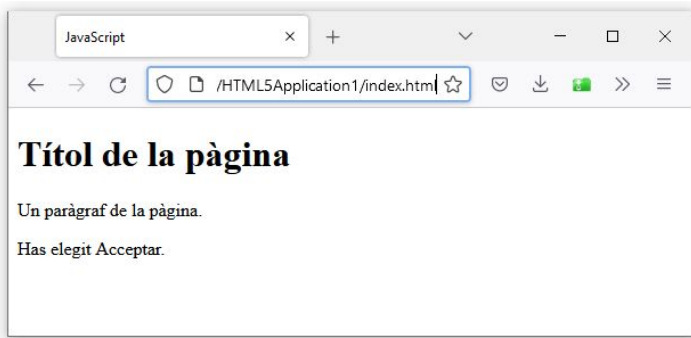 JavaScript
/HTML5Application1/index.html
Títol de la pàgina
Un paràgraf de la pàgina.
Has elegit Acceptar.